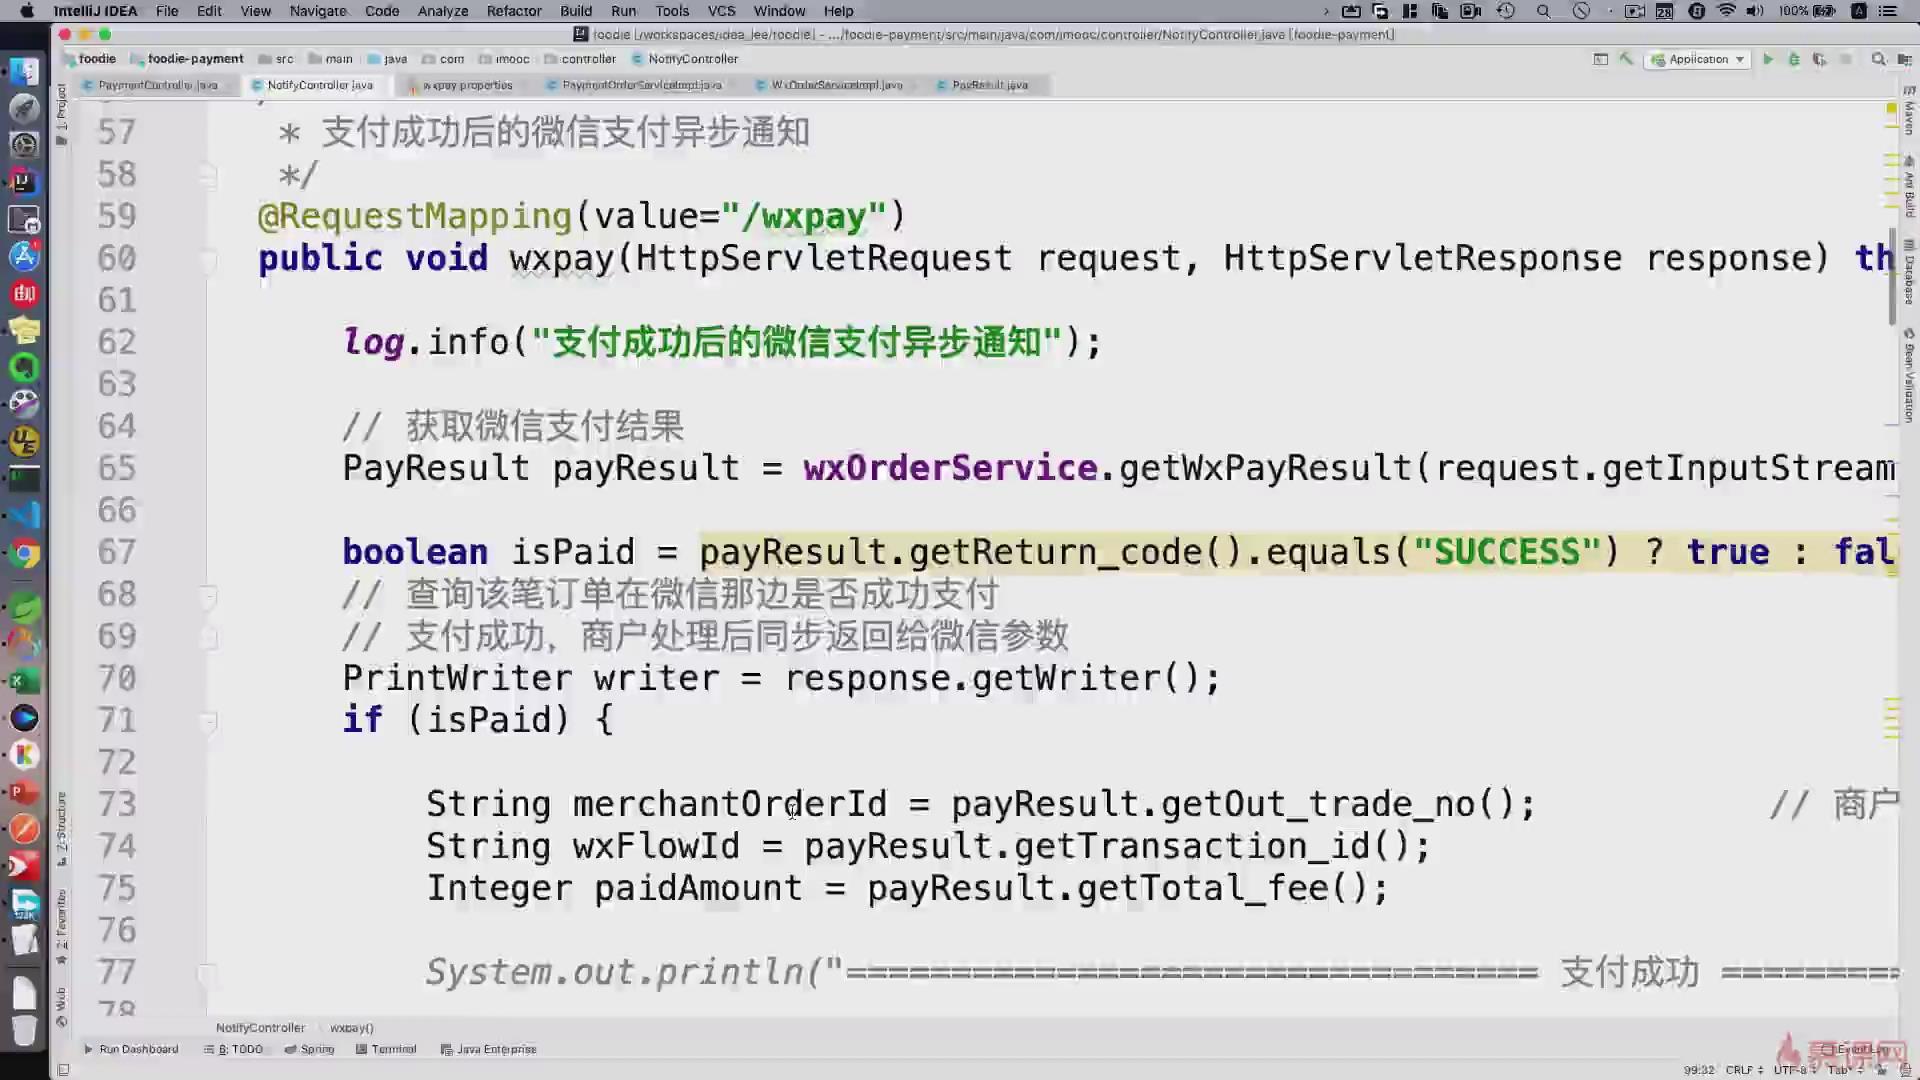 IntelliJ IDEA File Edit View Navigate Code Analyze Refactor Build Run Tools VCS Window Help 100%
foodie [/workspaces/idea_lee/foodie] - .../foodie-payment/src/main/java/com/imooc/controller/NotifyController.java [foodie-payment]
foodie foodie-payment src main java com imooc controller NotifyController Application
PaymentController.java NotifyController.java wxpay.properties PaymentOrderServiceImpl.java WxOrderServiceImpl.java PayResult.java
57 * 支付成功后的微信支付异步通知
58 */
59 @RequestMapping(value="/wxpay")
60 public void wxpay(HttpServletRequest request, HttpServletResponse response) th
61
62 log.info("支付成功后的微信支付异步通知");
63
64 // 获取微信支付结果
65 PayResult payResult = wxOrderService.getWxPayResult(request.getInputStream
66
67 boolean isPaid = payResult.getReturn_code().equals("SUCCESS") ? true : fal
68 // 查询该笔订单在微信那边是否成功支付
69 // 支付成功，商户处理后同步返回给微信参数
70 PrintWriter writer = response.getWriter();
71 if (isPaid) {
72
73 String merchantOrderId = payResult.getOut_trade_no(); // 商户
74 String wxFlowId = payResult.getTransaction_id();
75 Integer paidAmount = payResult.getTotal_fee();
76
77 System.out.println("================================= 支付成功 =========
78
NotifyController wxpay()
Run Dashboard 6: TODO Spring Terminal Java Enterprise
99:32 CRLF UTF-8 Tab*
1: Project
7: Structure
2: Favorites
Web
Maven
Ant Build
Database
Bean Validation
慕课网